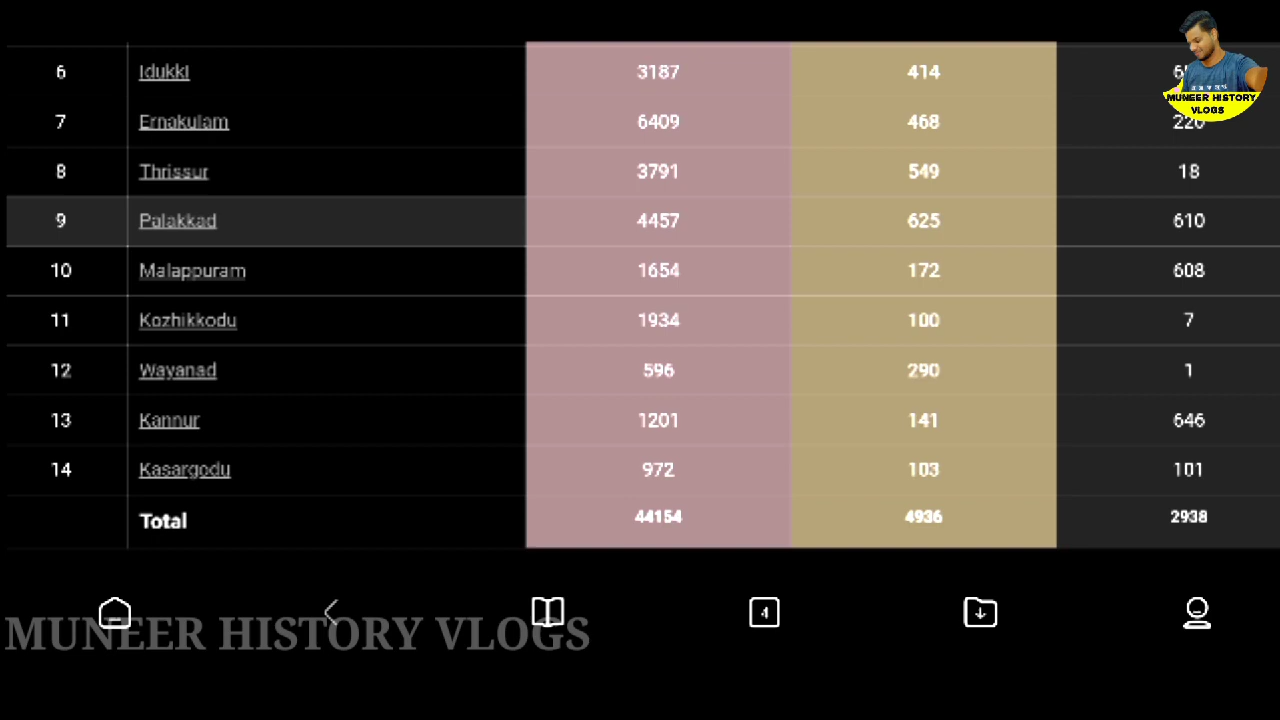 6 Idukki 3187 414
7 Ernakulam 6409 468 220
8 Thrissur 3791 549 18
9 Palakkad 4457 625 610
10 Malappuram 1654 172 608
11 Kozhikkodu 1934 100 7
12 Wayanad 596 290 1
13 Kannur 1201 141 646
14 Kasargodu 972 103 101
Total 44154 4936 2938
MUNEER HISTORY
VLOGS
4
MUNEER HISTORY VLOGS